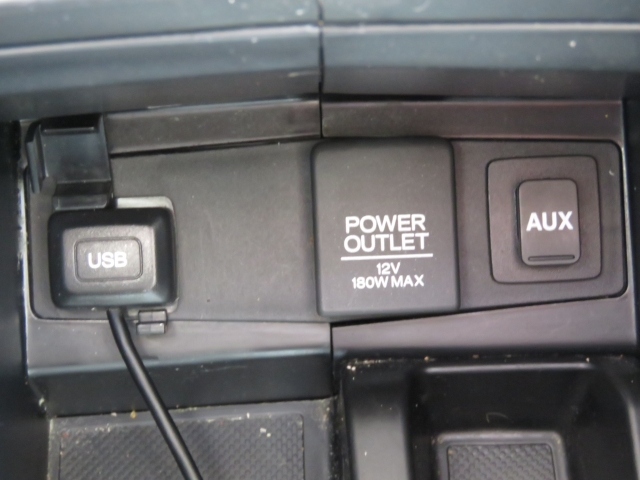 USB
POWER
OUTLET
12V
180W MAX
AUX